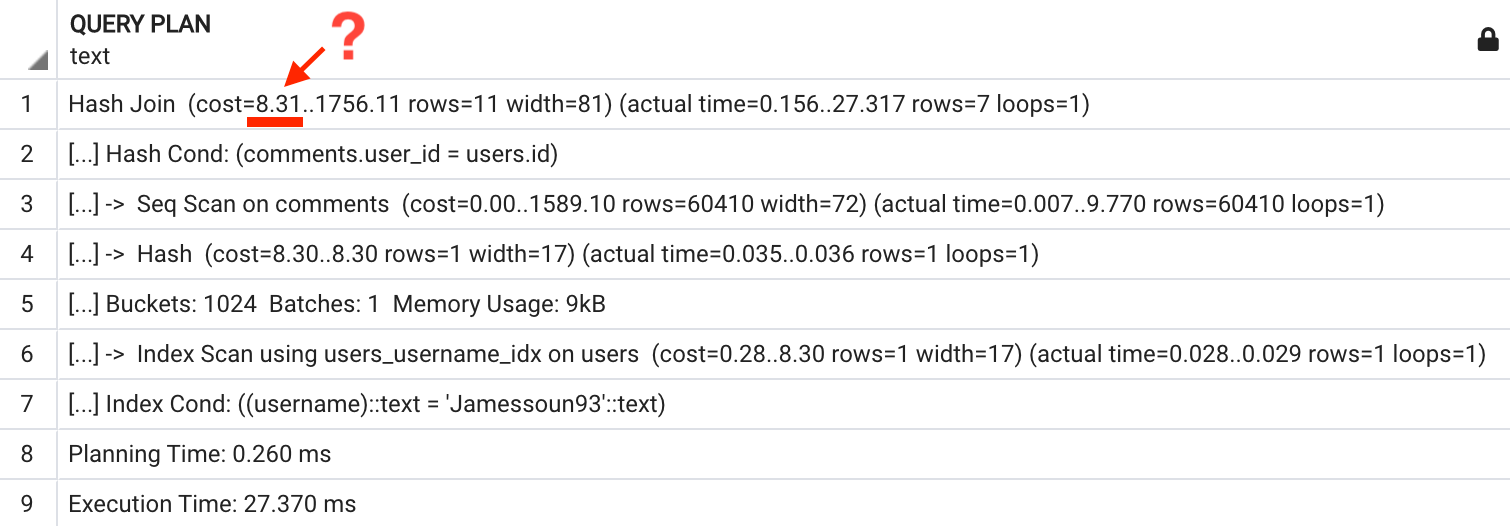 QUERY PLAN
text
?
1 Hash Join (cost=8.31..1756.11 rows=11 width=81) (actual time=0.156..27.317 rows=7 loops=1)
2 [...] Hash Cond: (comments.user_id = users.id)
3 [...] -> Seq Scan on comments (cost=0.00..1589.10 rows=60410 width=72) (actual time=0.007..9.770 rows=60410 loops=1)
4 [...] -> Hash (cost=8.30..8.30 rows=1 width=17) (actual time=0.035..0.036 rows=1 loops=1)
5 [...] Buckets: 1024 Batches: 1 Memory Usage: 9kB
6 [...] -> Index Scan using users_username_idx on users (cost=0.28..8.30 rows=1 width=17) (actual time=0.028..0.029 rows=1 loops=1)
7 [...] Index Cond: ((username)::text = 'Jamessoun93'::text)
8 Planning Time: 0.260 ms
9 Execution Time: 27.370 ms